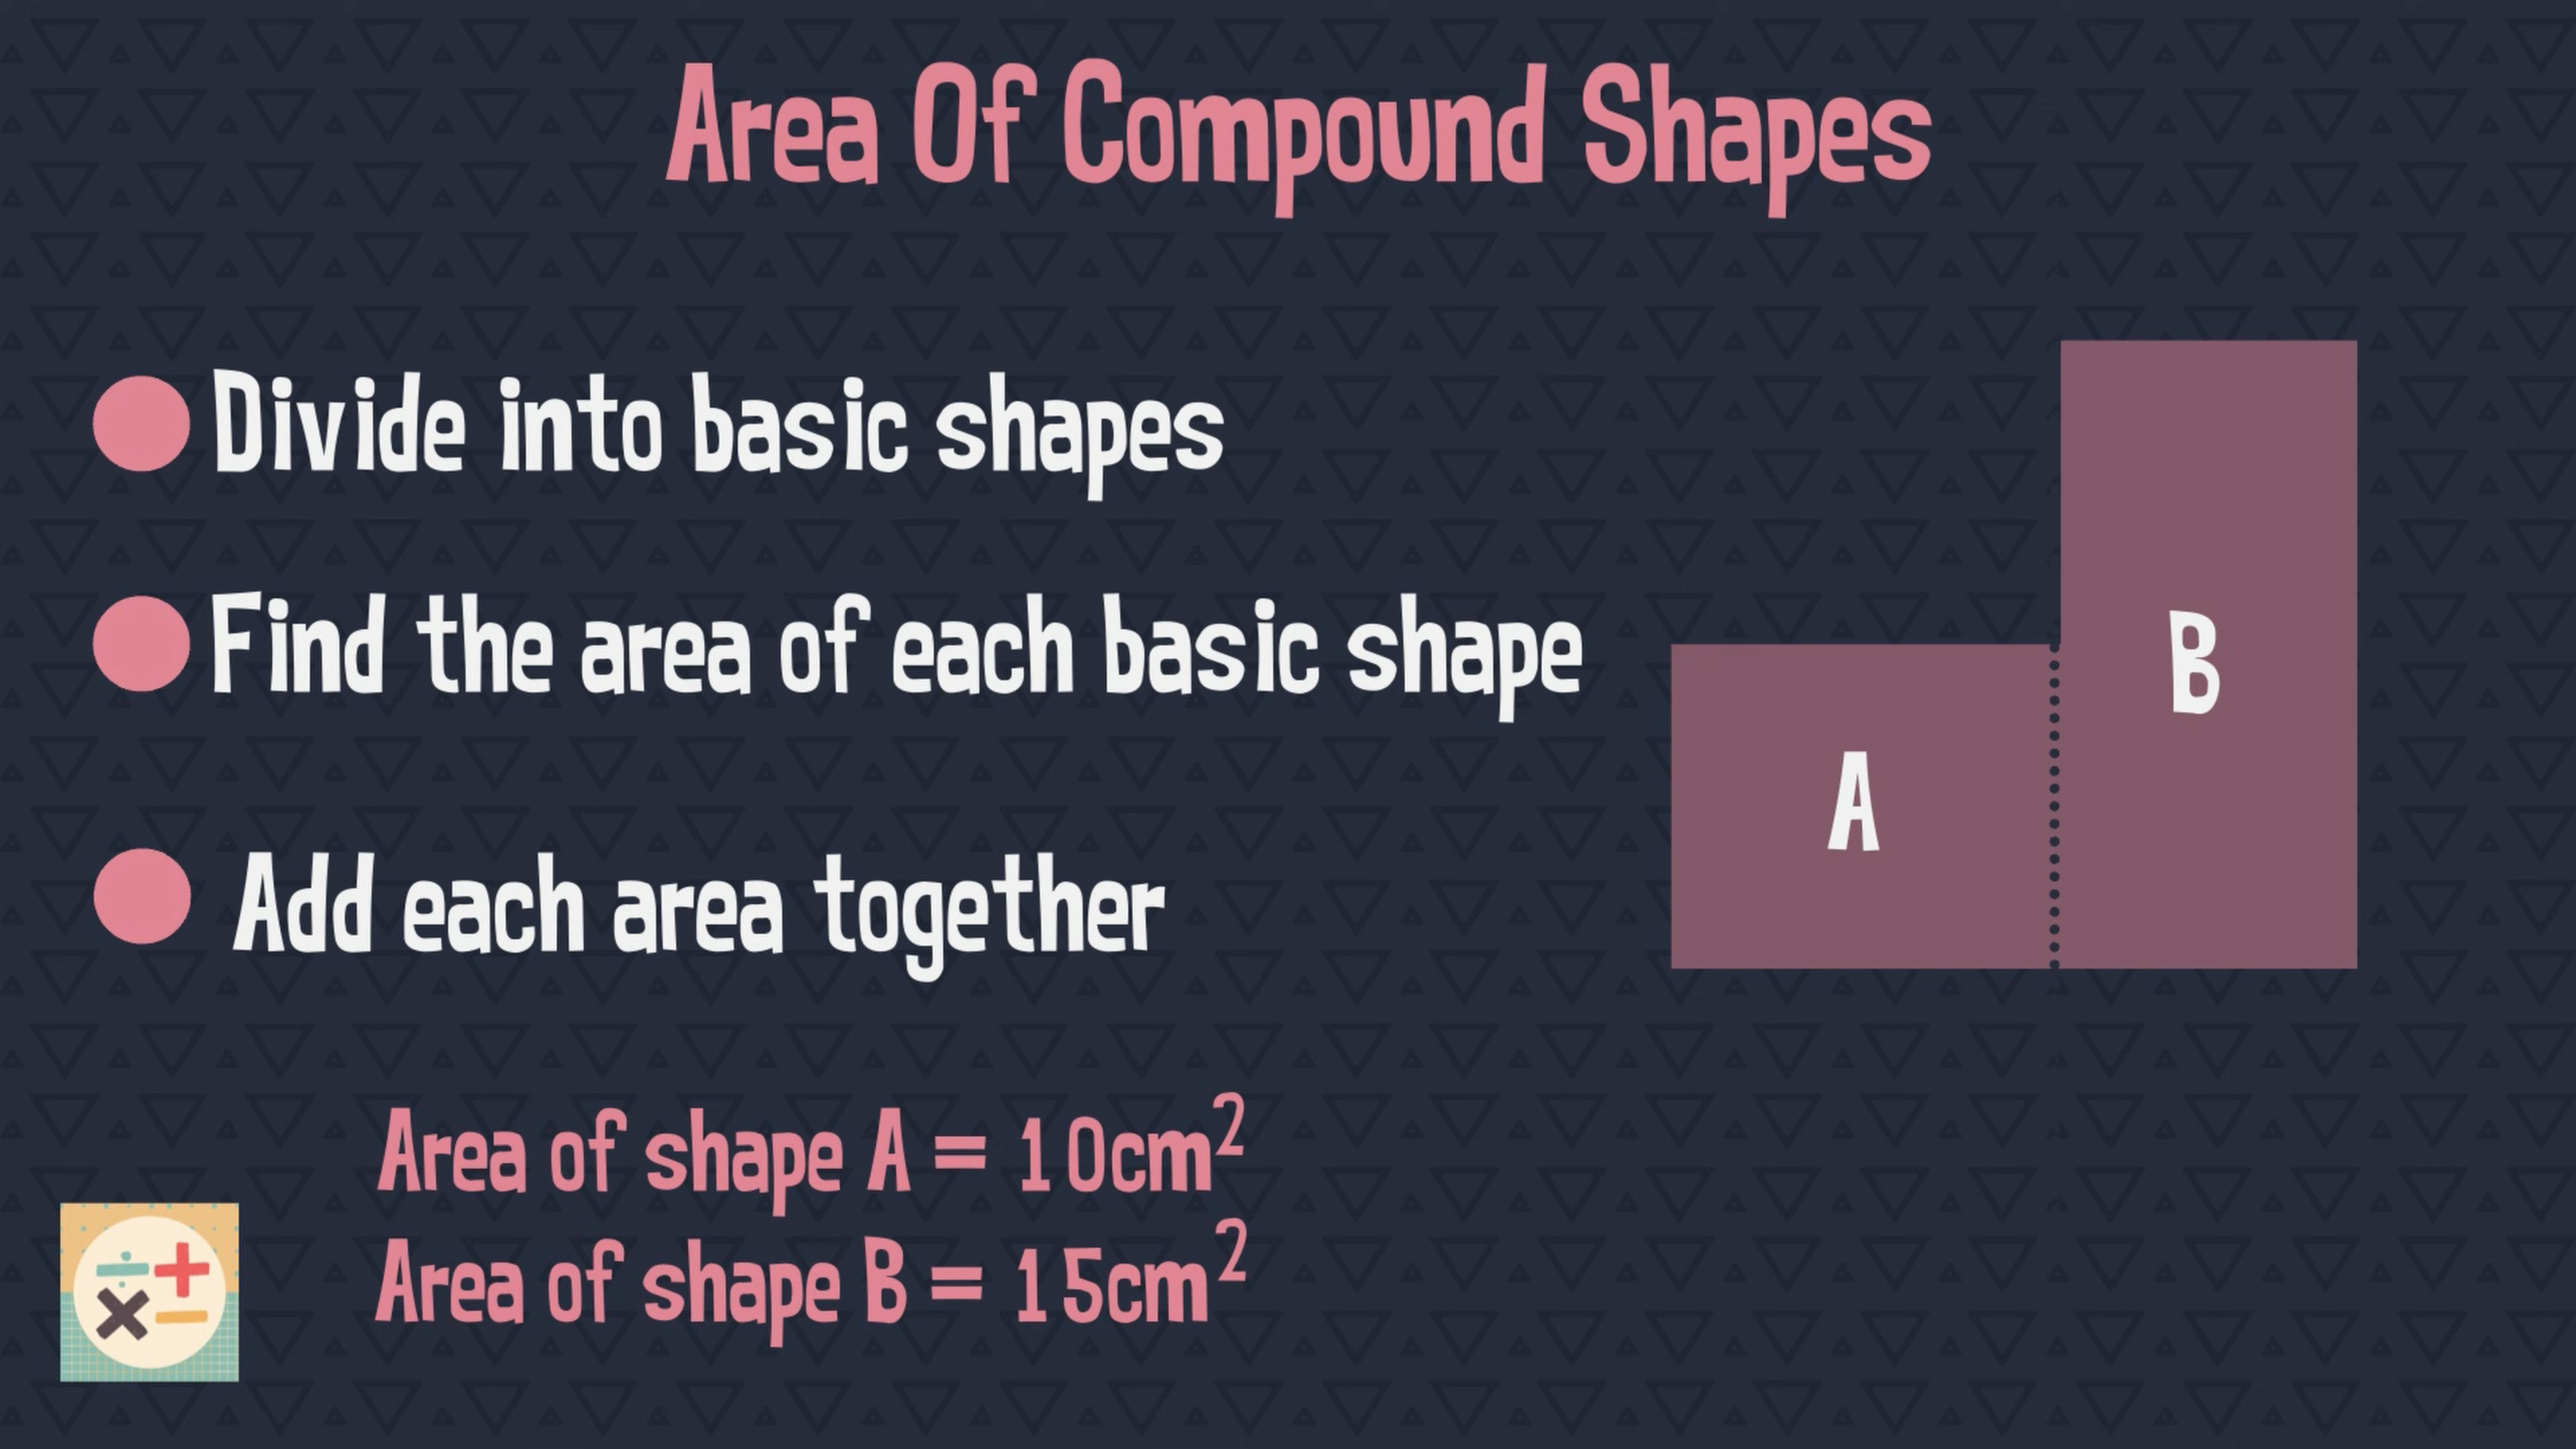 Area Of Compound Shapes
Divide into basic shapes
Find the area of each basic shape
Add each area together
A
B
Area of shape A = 10cm²
Area of shape B = 15cm²